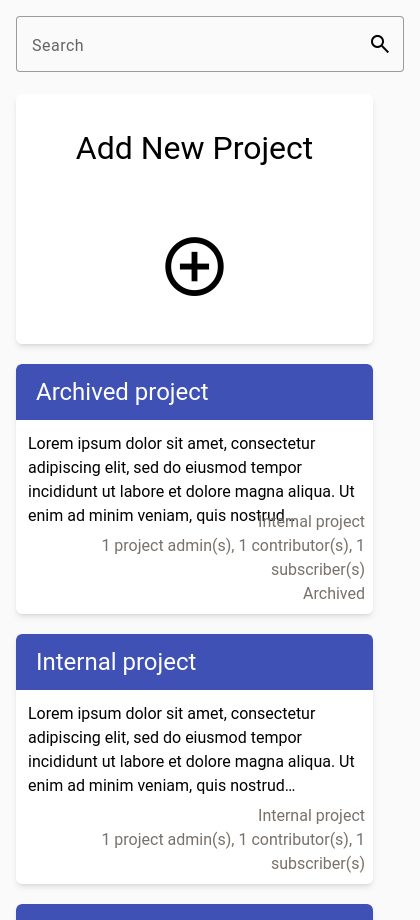 Search
Add New Project
Archived project
Lorem ipsum dolor sit amet, consectetur
adipiscing elit, sed do eiusmod tempor
incididunt ut labore et dolore magna aliqua. Ut
enim ad minim veniam, quis nostrud...
Internal project
1 project admin(s), 1 contributor(s), 1
subscriber(s)
Archived
Internal project
Lorem ipsum dolor sit amet, consectetur
adipiscing elit, sed do eiusmod tempor
incididunt ut labore et dolore magna aliqua. Ut
enim ad minim veniam, quis nostrud...
Internal project
1 project admin(s), 1 contributor(s), 1
subscriber(s)